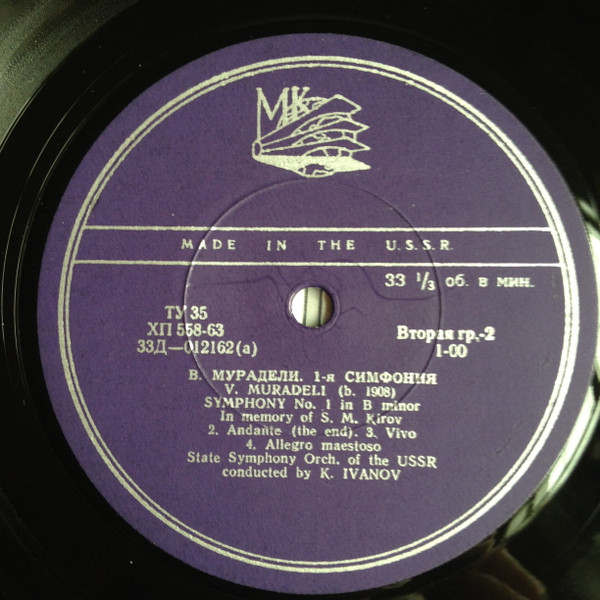 МК
MADE IN THE U.S.S.R.
33 1/3 об. в мин.
ТУ 35
ХП 558-63
33Д—012162(а)
Вторая гр.-2
1-00
В. МУРАДЕЛИ. 1-я СИМФОНИЯ
V. MURADELI (b. 1908)
SYMPHONY No. 1 in B minor
In memory of S. M. Kirov
2. Andante (the end). 3. Vivo
4. Allegro maestoso
State Symphony Orch. of the USSR
conducted by K. IVANOV